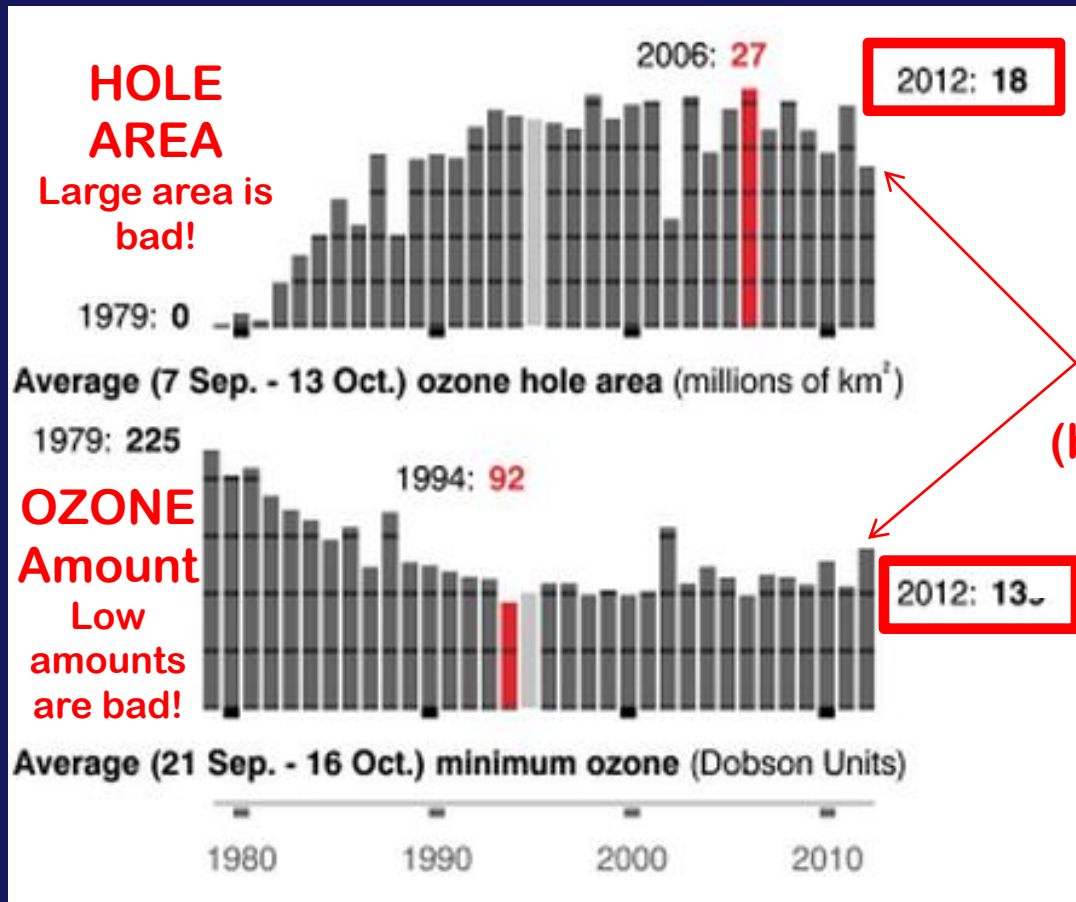 HOLE
AREA
Large area is
bad!
2006: 27
2012: 18
1979: 0
Average (7 Sep. - 13 Oct.) ozone hole area (millions of km²)
1979: 225
1994: 92
OZONE
Amount
Low
amounts
are bad!
2012:
Average (21 Sep. - 16 Oct.) minimum ozone (Dobson Units)
1980 1990 2000 2010